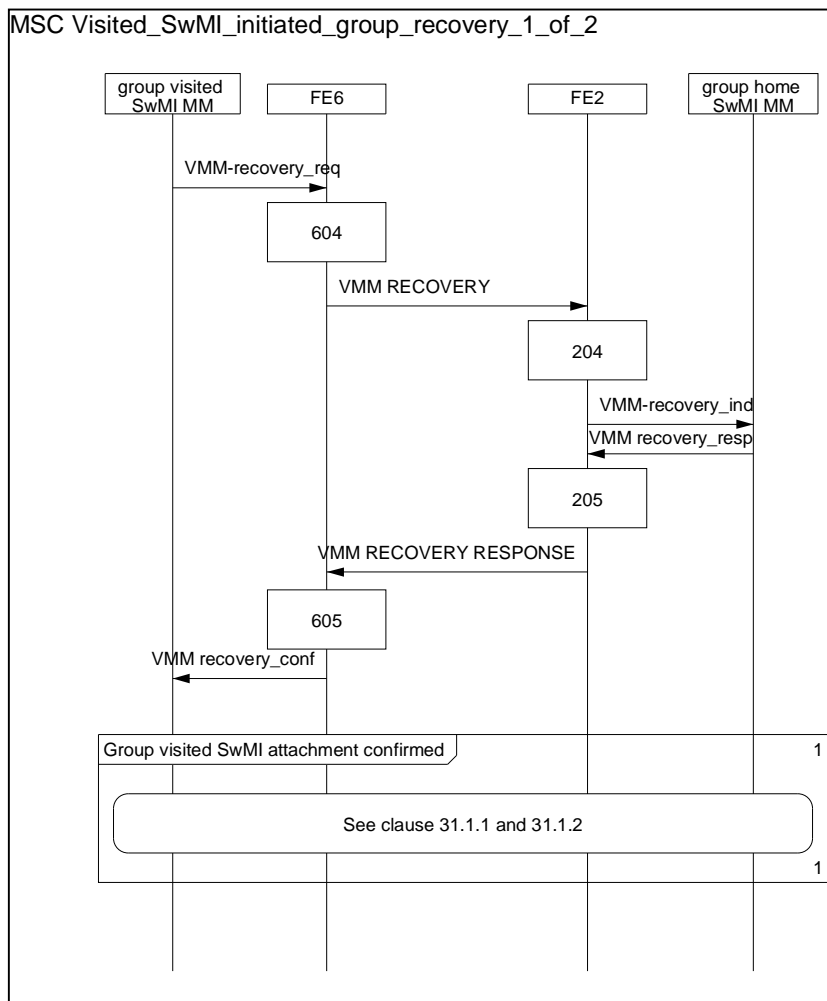 MSC Visited_SwMI_initiated_group_recovery_1_of_2
group visited
SwMI MM
FE6
FE2
group home
SwMI MM
VMM-recovery_req
604
VMM RECOVERY
204
VMM-recovery_ind
VMM recovery_resp
205
VMM RECOVERY RESPONSE
605
VMM recovery_conf
Group visited SwMI attachment confirmed
1
See clause 31.1.1 and 31.1.2
1